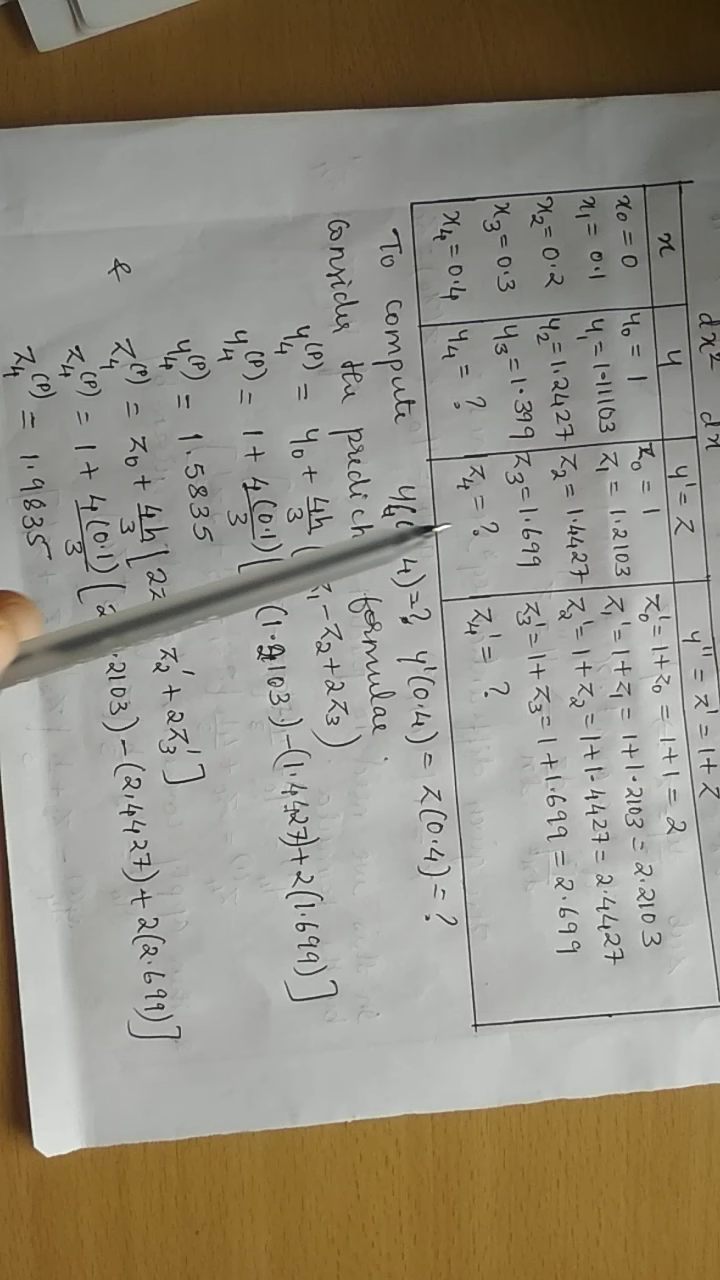 dx² dx
x y y' = z y'' = z' = 1+z
x₀ = 0 y₀ = 1 z₀ = 1 z₀' = 1+z₀ = 1+1 = 2
x₁ = 0.1 y₁ = 1.11103 z₁ = 1.2103 z₁' = 1+z₁ = 1+1.2103 = 2.2103
x₂ = 0.2 y₂ = 1.2427 z₂ = 1.4427 z₂' = 1+z₂ = 1+1.4427 = 2.4427
x₃ = 0.3 y₃ = 1.399 z₃ = 1.699 z₃' = 1+z₃ = 1+1.699 = 2.699
x₄ = 0.4 y₄ = ? z₄ = ? z₄' = ?
To compute 4) = ? y'(0.4) = z(0.4) = ?
consider the formulae
y₄⁽ᵖ⁾ = y₀ + 4h/3 ( z₁ - z₂ + 2z₃)
y₄⁽ᵖ⁾ = 1 + 4(0.1)/3 [ (1.2103) - (1.4427) + 2(1.699)]
y₄⁽ᵖ⁾ = 1.5835
& z₄⁽ᵖ⁾ = z₀ + 4h/3 [2z z₂' + 2z₃']
z₄⁽ᵖ⁾ = 1 + 4(0.1)/3 [2 .2103) - (2.4427) + 2(2.699)]
z₄⁽ᵖ⁾ = 1.9835